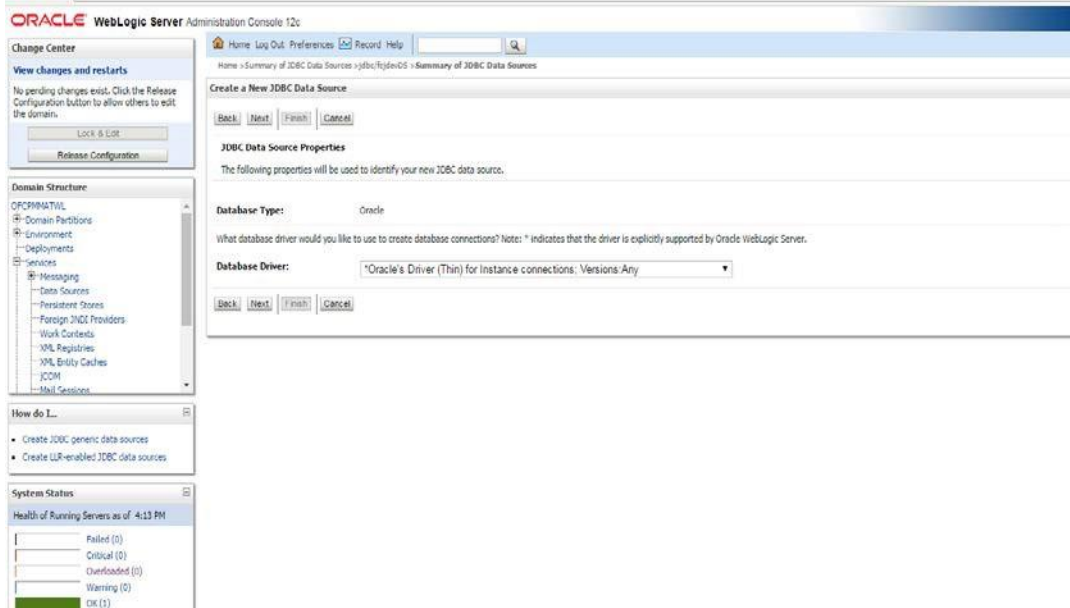 ORACLE WebLogic Server Administration Console 12c
Change Center
View changes and restarts
No pending changes exist. Click the Release
Configuration button to allow others to edit
the domain.
Lock & Edit
Release Configuration
Domain Structure
OFCPMMATWL
Domain Partitions
Environment
Deployments
Services
Messaging
Data Sources
Persistent Stores
Foreign JNDI Providers
Work Contexts
XML Registries
XML Entity Caches
jCOM
Mail Sessions
How do I...
Create JDBC generic data sources
Create LLR-enabled JDBC data sources
System Status
Health of Running Servers as of 4:13 PM
Failed (0)
Critical (0)
Overloaded (0)
Warning (0)
OK (1)
Home Log Out Preferences Record Help
Home >Summary of JDBC Data Sources >jdbc/fcjdevDS >Summary of JDBC Data Sources
Create a New JDBC Data Source
Back Next Finish Cancel
JDBC Data Source Properties
The following properties will be used to identify your new JDBC data source.
Database Type: Oracle
What database driver would you like to use to create database connections? Note: * indicates that the driver is explicitly supported by Oracle WebLogic Server.
Database Driver: *Oracle's Driver (Thin) for Instance connections; Versions:Any
Back Next Finish Cancel